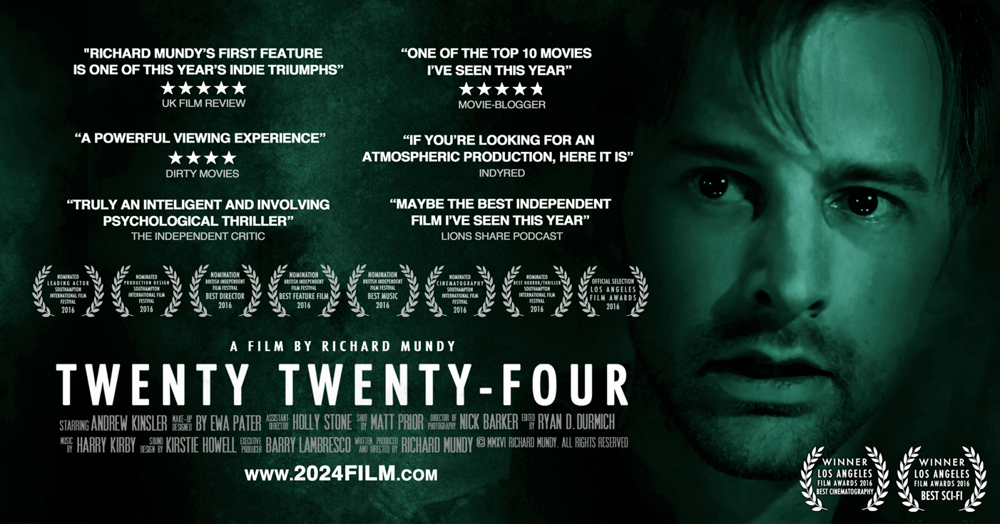 "RICHARD MUNDY'S FIRST FEATURE
IS ONE OF THIS YEAR'S INDIE TRIUMPHS”
UK FILM REVIEW
“A POWERFUL VIEWING EXPERIENCE”
DIRTY MOVIES
“TRULY AN INTELIGENT AND INVOLVING
PSYCHOLOGICAL THRILLER”
THE INDEPENDENT CRITIC
“ONE OF THE TOP 10 MOVIES
I'VE SEEN THIS YEAR”
MOVIE-BLOGGER
“IF YOU'RE LOOKING FOR AN
ATMOSPHERIC PRODUCTION, HERE IT IS”
INDYRED
“MAYBE THE BEST INDEPENDENT
FILM I'VE SEEN THIS YEAR”
LIONS SHARE PODCAST
NOMINATED
LEADING ACTOR
SOUTHAMPTON
INTERNATIONAL FILM
FESTIVAL
2016
NOMINATED
PRODUCTION DESIGN
SOUTHAMPTON
INTERNATIONAL FILM
FESTIVAL
2016
NOMINATION
BRITISH INDEPENDENT
FILM FESTIVAL
BEST DIRECTOR
2016
NOMINATION
BRITISH INDEPENDENT
FILM FESTIVAL
BEST FEATURE FILM
2016
NOMINATION
BRITISH INDEPENDENT
FILM FESTIVAL
BEST MUSIC
2016
NOMINATED
CINEMATOGRAPHY
SOUTHAMPTON
INTERNATIONAL FILM
FESTIVAL
2016
NOMINATED
BEST HORROR/THRILLER
SOUTHAMPTON
INTERNATIONAL FILM
FESTIVAL
2016
OFFICIAL SELECTION
LOS ANGELES
FILM AWARDS
2016
A FILM BY RICHARD MUNDY
TWENTY TWENTY-FOUR
STARRING ANDREW KINSLER MAKE-UP DESIGNED BY EWA PATER ASSISTANT DIRECTOR HOLLY STONE SHOT BY MATT PRIOR DIRECTOR OF PHOTOGRAPHY NICK BARKER EDITED BY RYAN D. DURMICH
MUSIC BY HARRY KIRBY SOUND DESIGN BY KIRSTIE HOWELL EXECUTIVE PRODUCER BARRY LAMBRESCO WRITTEN, PRODUCED AND DIRECTED BY RICHARD MUNDY © MMXVI RICHARD MUNDY. ALL RIGHTS RESERVED
WWW.2024FILM.COM
WINNER
LOS ANGELES
FILM AWARDS 2016
BEST CINEMATOGRAPHY
WINNER
LOS ANGELES
FILM AWARDS 2016
BEST SCI-FI